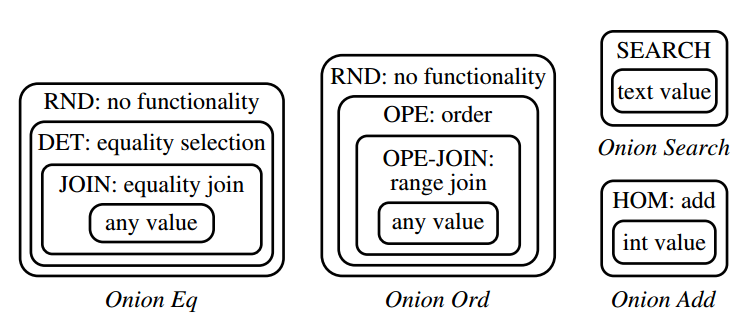 RND: no functionality
DET: equality selection
JOIN: equality join
any value
Onion Eq
RND: no functionality
OPE: order
OPE-JOIN:
range join
any value
Onion Ord
SEARCH
text value
Onion Search
HOM: add
int value
Onion Add